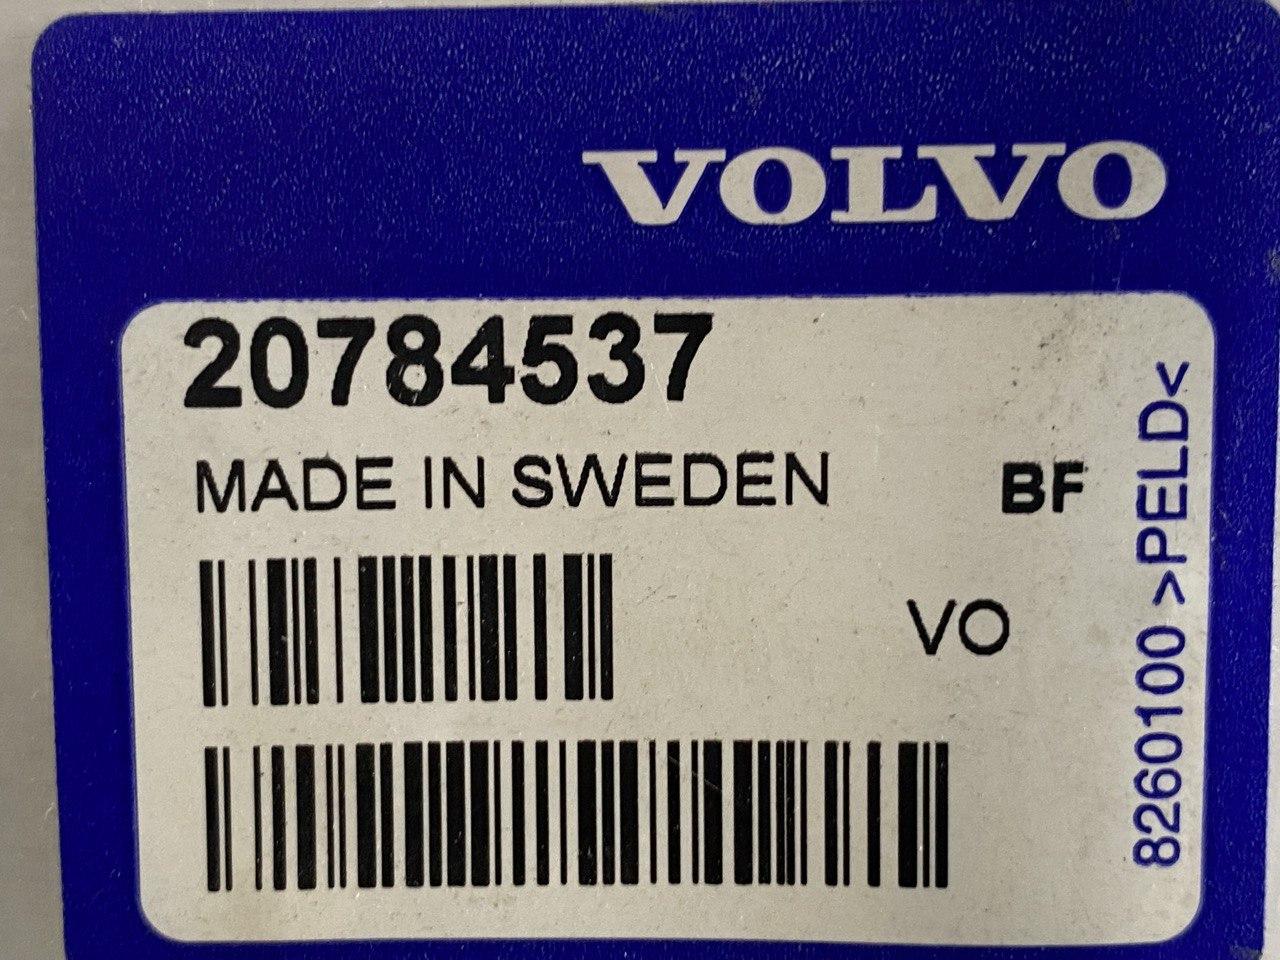 VOLVO
20784537
MADE IN SWEDEN
BF
VO
8260100 >PELD<